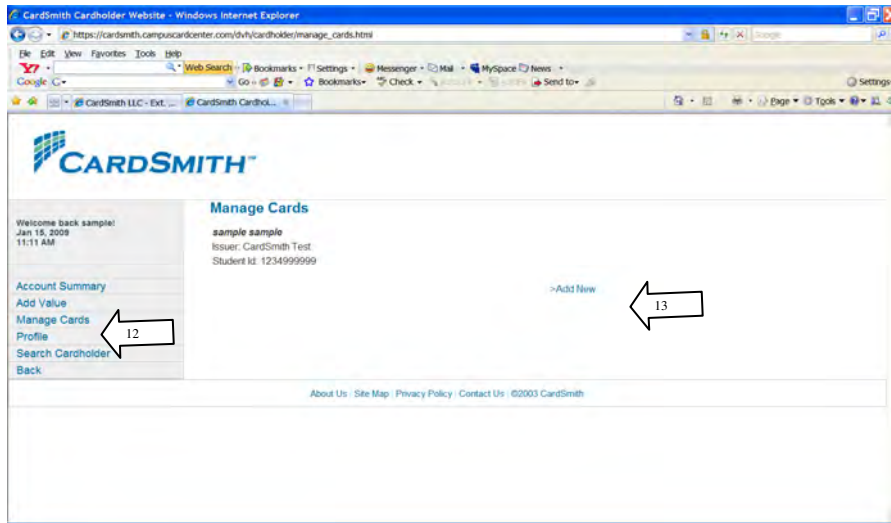 CardSmith Cardholder Website - Windows Internet Explorer
https://cardsmith.campuscardcenter.com/dvh/cardholder/manage_cards.html
File Edit View Favorites Tools Help
Y7 Web Search Bookmarks Settings Messenger Mail MySpace News
Google G Go Bookmarks Check Send to Settings
CardSmith LLC - Ext. ... CardSmith Cardhol... Page Tools
CARDSMITH
Welcome back sample!
Jan 15, 2009
11:11 AM
Manage Cards
sample sample
Issuer: CardSmith Test
Student Id: 1234999999
>Add New
13
Account Summary
Add Value
Manage Cards
Profile
12
Search Cardholder
Back
About Us | Site Map | Privacy Policy | Contact Us | ©2003 CardSmith